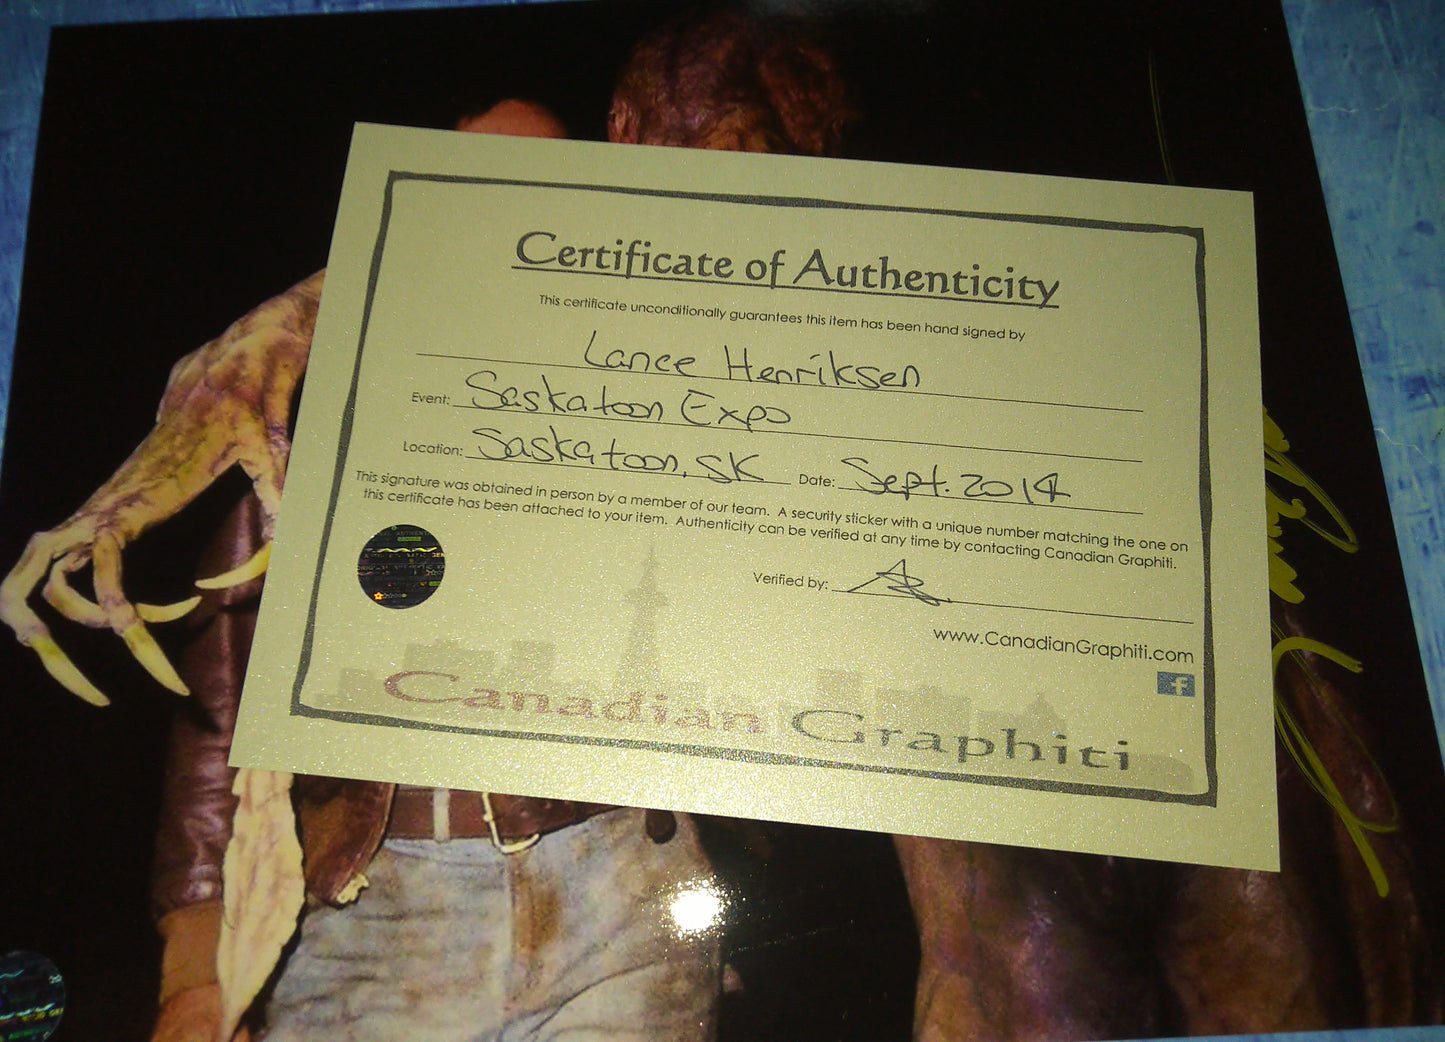 Certificate of Authenticity
This certificate unconditionally guarantees this item has been hand signed by
Lance Henriksen
Event: Saskatoon Expo
Location: Saskatoon, SK Date: Sept. 2014
This signature was obtained in person by a member of our team. A security sticker with a unique number matching the one on
this certificate has been attached to your item. Authenticity can be verified at any time by contacting Canadian Graphiti.
Verified by:
www.CanadianGraphiti.com
f
Canadian Graphiti